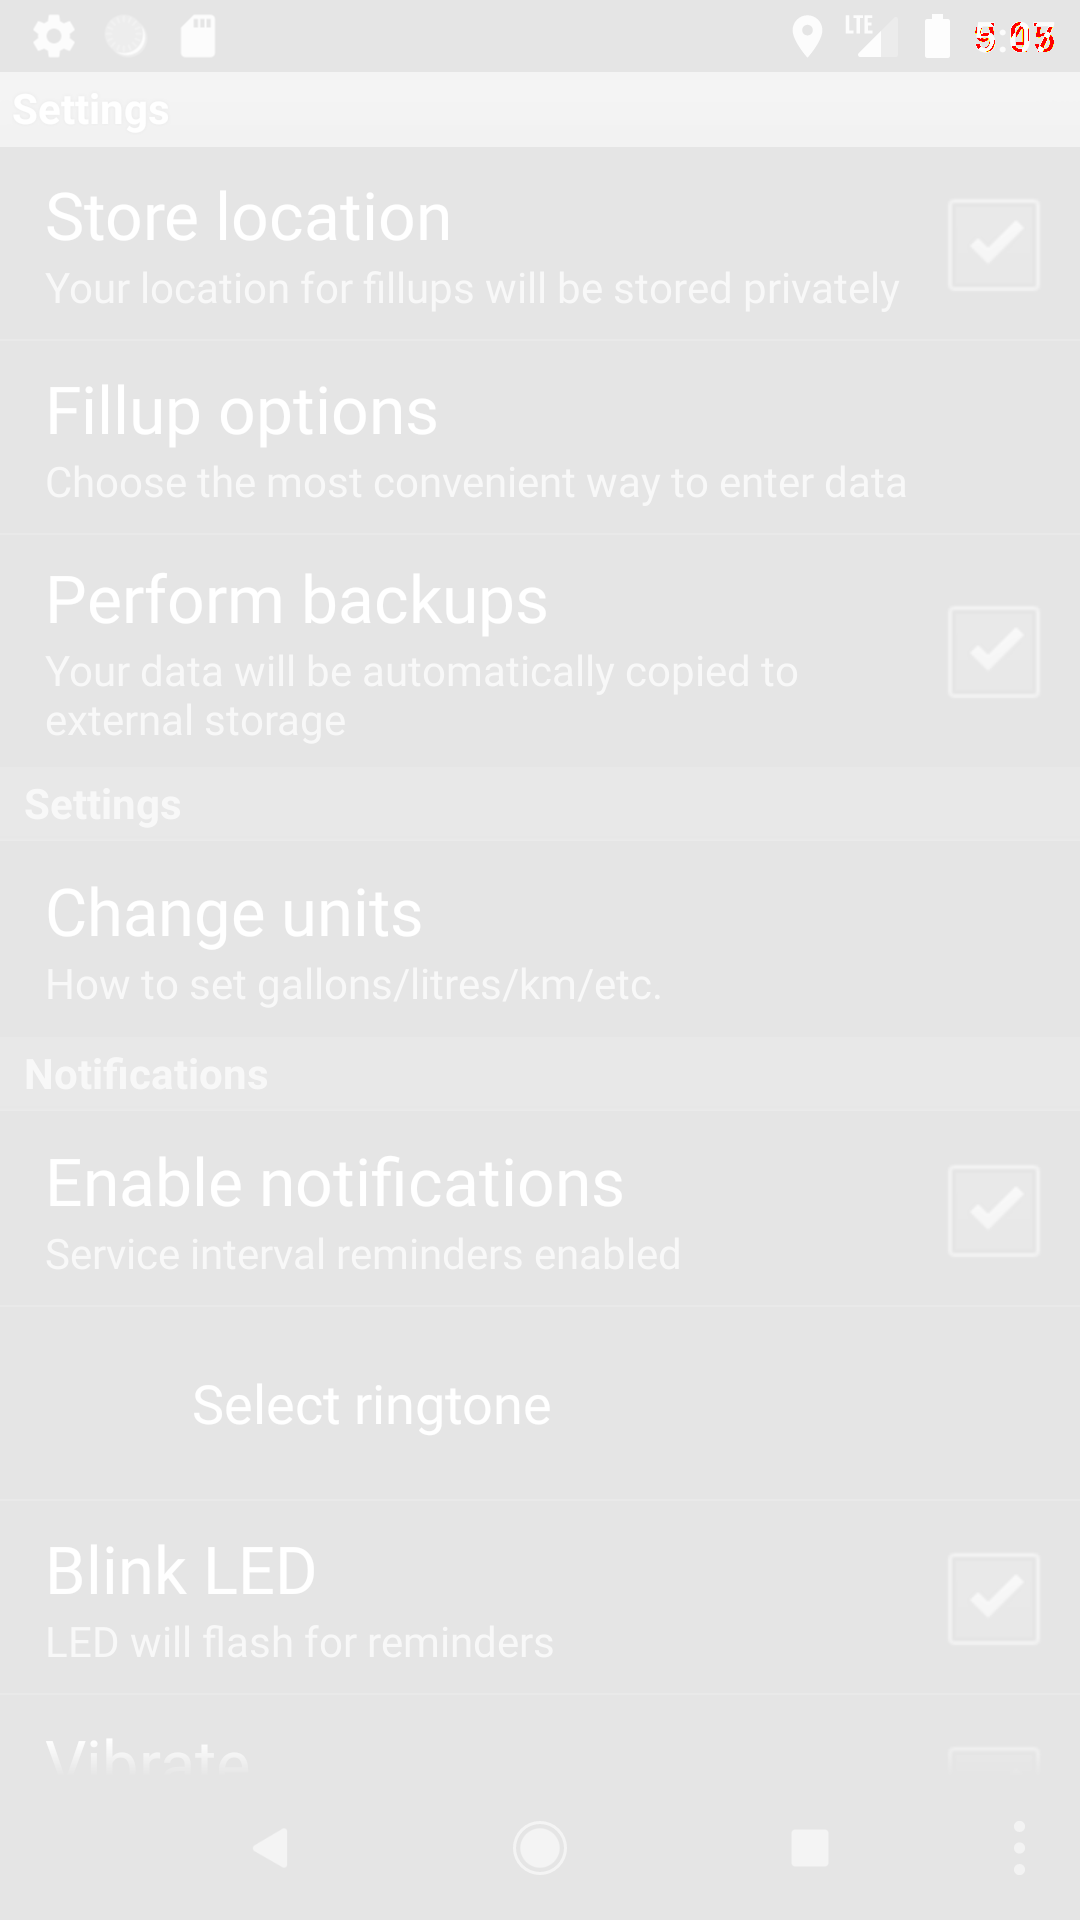 LTE
Settings
Store location
Your location for fillups will be stored privately
Fillup options
Choose the most convenient way to enter data
Perform backups
Your data will be automatically copied to
external storage
Settings
Change units
How to set gallons/litres/km/etc.
Notifications
Enable notifications
Service interval reminders enabled
Select ringtone
Blink LED
LED will flash for reminders
Vibrate